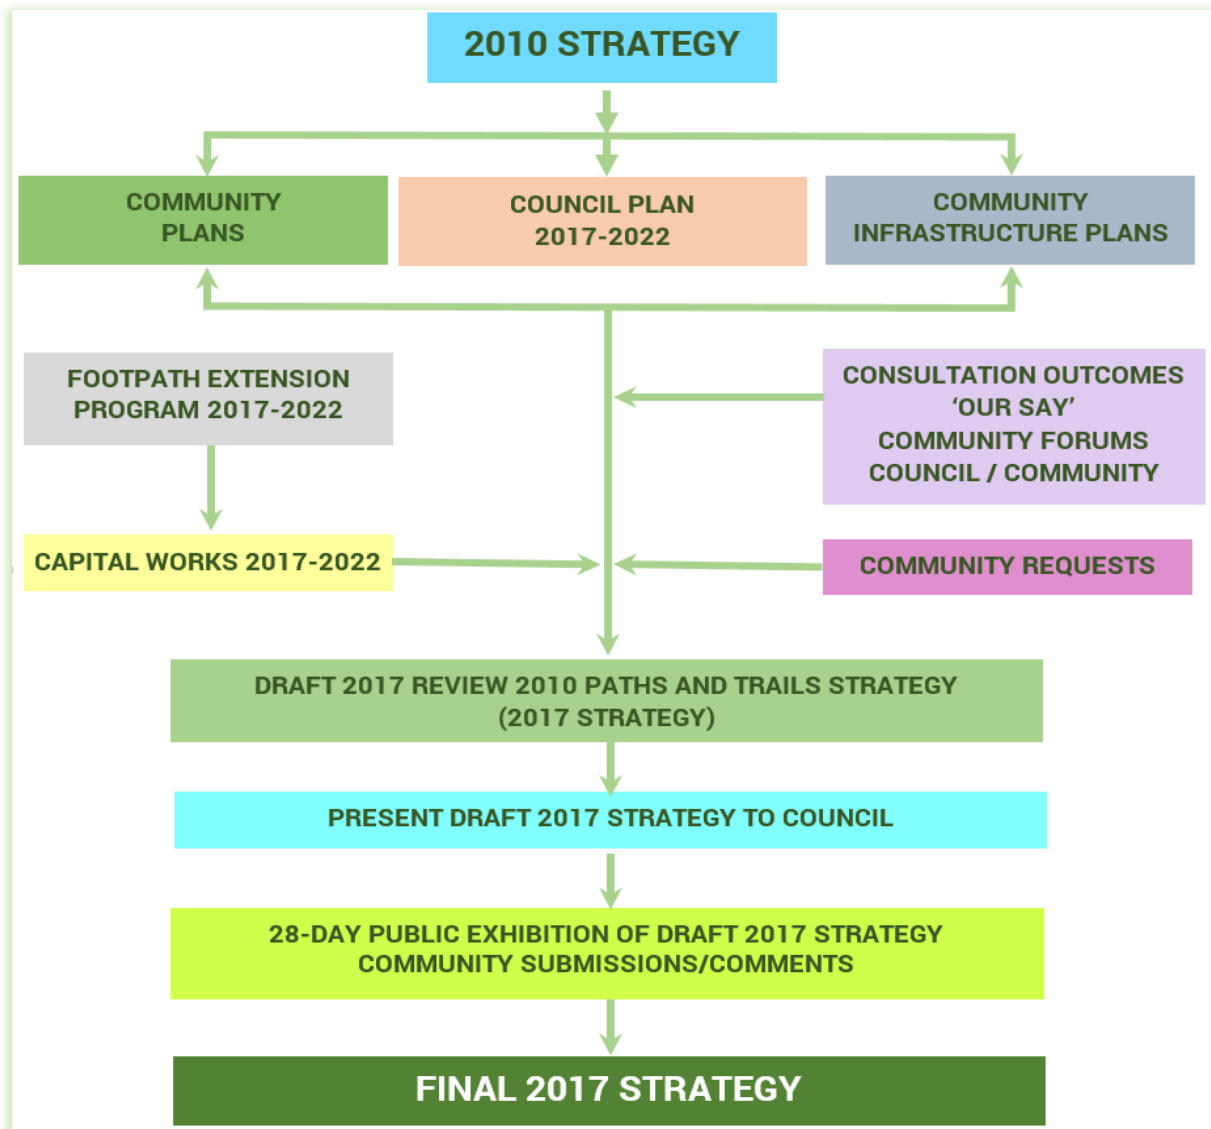 2010 STRATEGY
COMMUNITY
PLANS
COUNCIL PLAN
2017-2022
COMMUNITY
INFRASTRUCTURE PLANS
FOOTPATH EXTENSION
PROGRAM 2017-2022
CONSULTATION OUTCOMES
‘OUR SAY’
COMMUNITY FORUMS
COUNCIL / COMMUNITY
CAPITAL WORKS 2017-2022
COMMUNITY REQUESTS
DRAFT 2017 REVIEW 2010 PATHS AND TRAILS STRATEGY
(2017 STRATEGY)
PRESENT DRAFT 2017 STRATEGY TO COUNCIL
28-DAY PUBLIC EXHIBITION OF DRAFT 2017 STRATEGY
COMMUNITY SUBMISSIONS/COMMENTS
FINAL 2017 STRATEGY